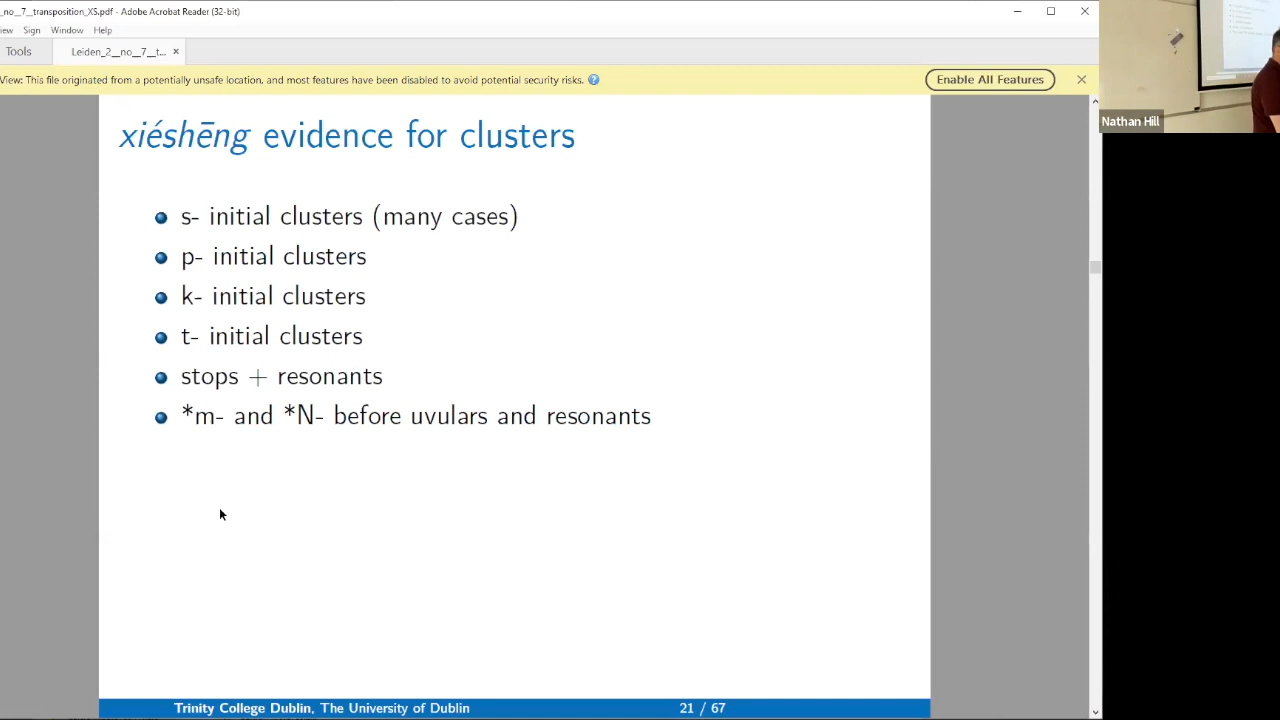 _no__7__transposition_XS.pdf - Adobe Acrobat Reader (32-bit)
iew Sign Window Help
Tools Leiden_2__no__7__t... ×
View: This file originated from a potentially unsafe location, and most features have been disabled to avoid potential security risks. Enable All Features
Nathan Hill
xiéshēng evidence for clusters
s- initial clusters (many cases)
p- initial clusters
k- initial clusters
t- initial clusters
stops + resonants
*m- and *N- before uvulars and resonants
Trinity College Dublin, The University of Dublin 21 / 67